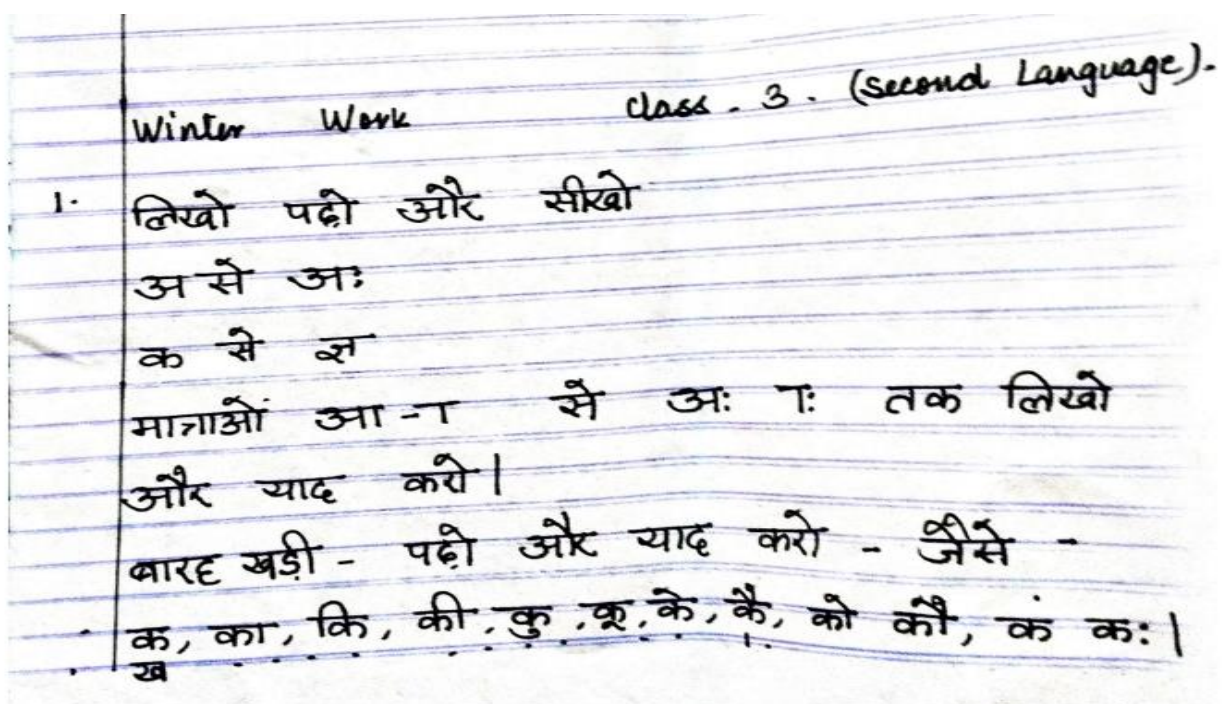 Winter Work Class - 3. (Second Language).
1. लिखो पढ़ो और सीखो
अ से अः
क से ज्ञ
मात्राओं आ -ा से अः ाः तक लिखो
और याद करो।
बारह खड़ी - पढ़ो और याद करो - जैसे -
क, का, कि, की, कु, कू, के, कै, को कौ, कं कः।
ख . . . . . . . . . . . ।.